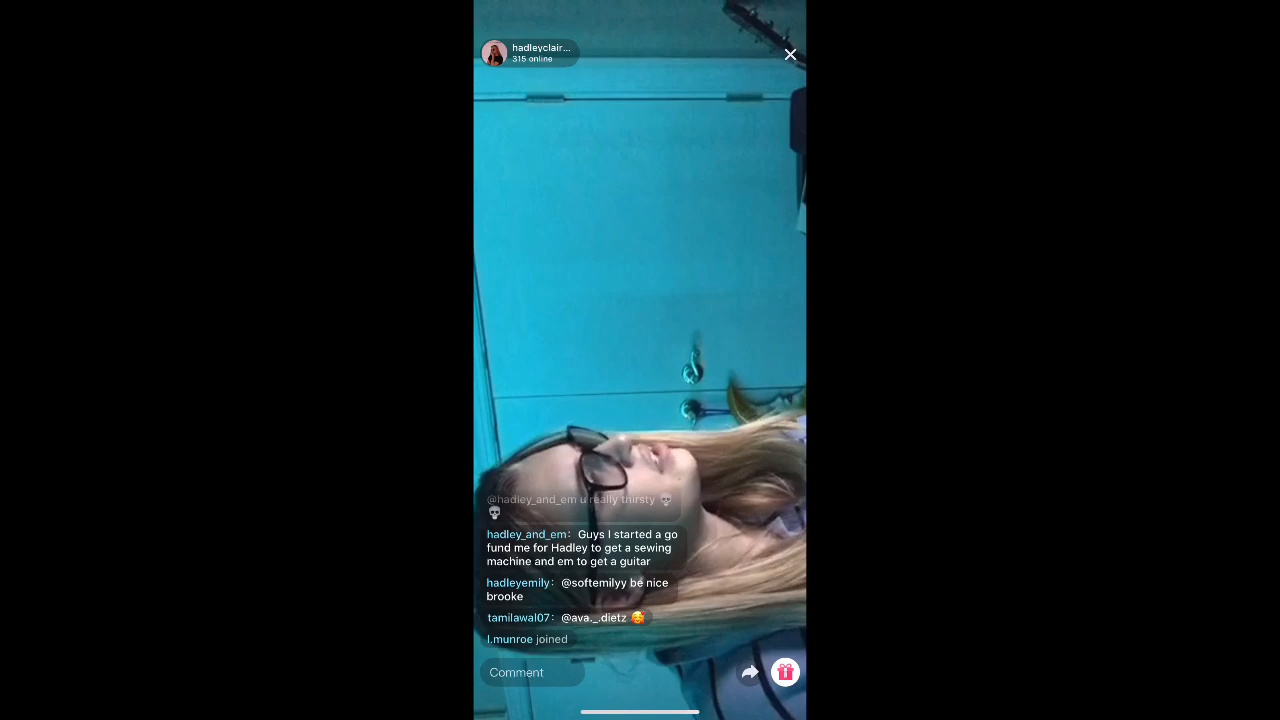 hadleyclair...
315 online
@hadley_and_em u really thirsty 💀
💀
hadley_and_em: Guys I started a go
fund me for Hadley to get a sewing
machine and em to get a guitar
hadleyemily: @softemilyy be nice
brooke
tamilawal07: @ava._.dietz 🥰
l.munroe joined
Comment